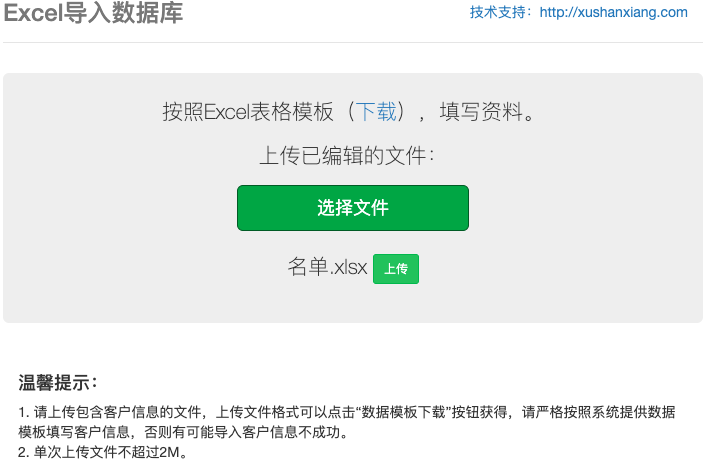 Excel导入数据库
技术支持：http://xushanxiang.com
按照Excel表格模板（下载），填写资料。
上传已编辑的文件：
选择文件
名单.xlsx 上传
温馨提示：
1. 请上传包含客户信息的文件，上传文件格式可以点击“数据模板下载”按钮获得，请严格按照系统提供数据
模板填写客户信息，否则有可能导入客户信息不成功。
2. 单次上传文件不超过2M。